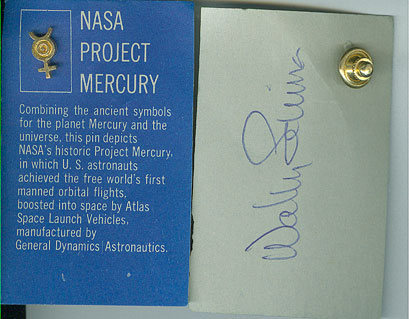 NASA
PROJECT
MERCURY
Combining the ancient symbols
for the planet Mercury and the
universe, this pin depicts
NASA's historic Project Mercury,
in which U. S. astronauts
achieved the free world's first
manned orbital flights,
boosted into space by Atlas
Space Launch Vehicles,
manufactured by
General Dynamics|Astronautics.
Wally Schirra